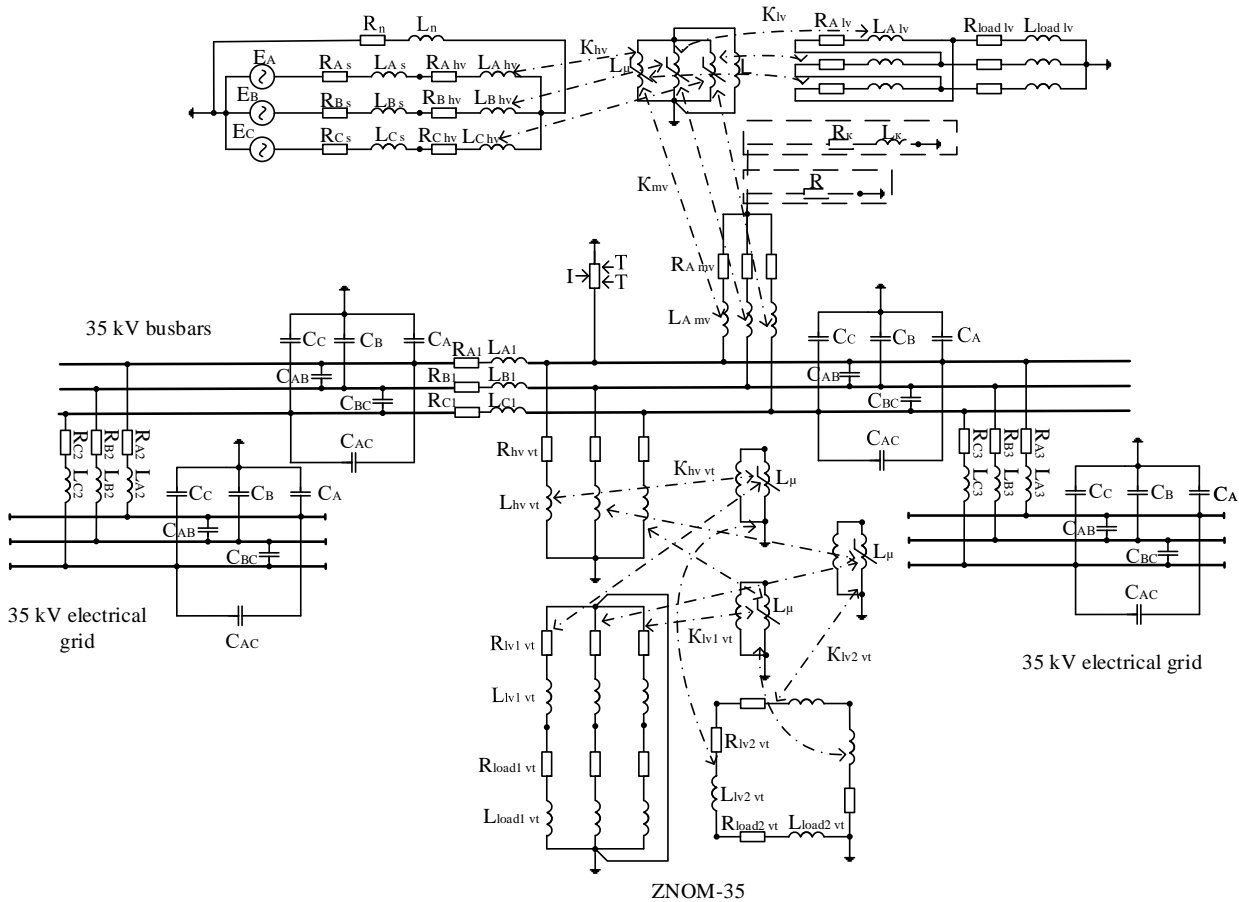 Rn Ln
Klv
RA lv LA lv Rload lv Lload lv
EA RA s LA s RA hv LA hv
Khv
Lμ
L
EB RB s LB s RB hv LB hv
EC RC s LC s RC hv LC hv
Rк Lк
R
Kmv
I T
T
RA mv
LA mv
35 kV busbars
CC CB CA
CAB
CBC
CAC
RA1 LA1
RB1 LB1
RC1 LC1
CC CB CA
CAB
CBC
CAC
RC2 LC2
RB2 LB2
RA2 LA2
CC CB CA
CAB
CBC
CAC
35 kV electrical
grid
Rhv vt
Lhv vt
Khv vt
Lμ
Lμ
Lμ
Klv1 vt
Klv2 vt
RC3 LC3
RB3 LB3
RA3 LA3
CC CB CA
CAB
CBC
CAC
35 kV electrical grid
Rlv1 vt
Llv1 vt
Rload1 vt
Lload1 vt
Rlv2 vt
Llv2 vt
Rload2 vt Lload2 vt
ZNOM-35